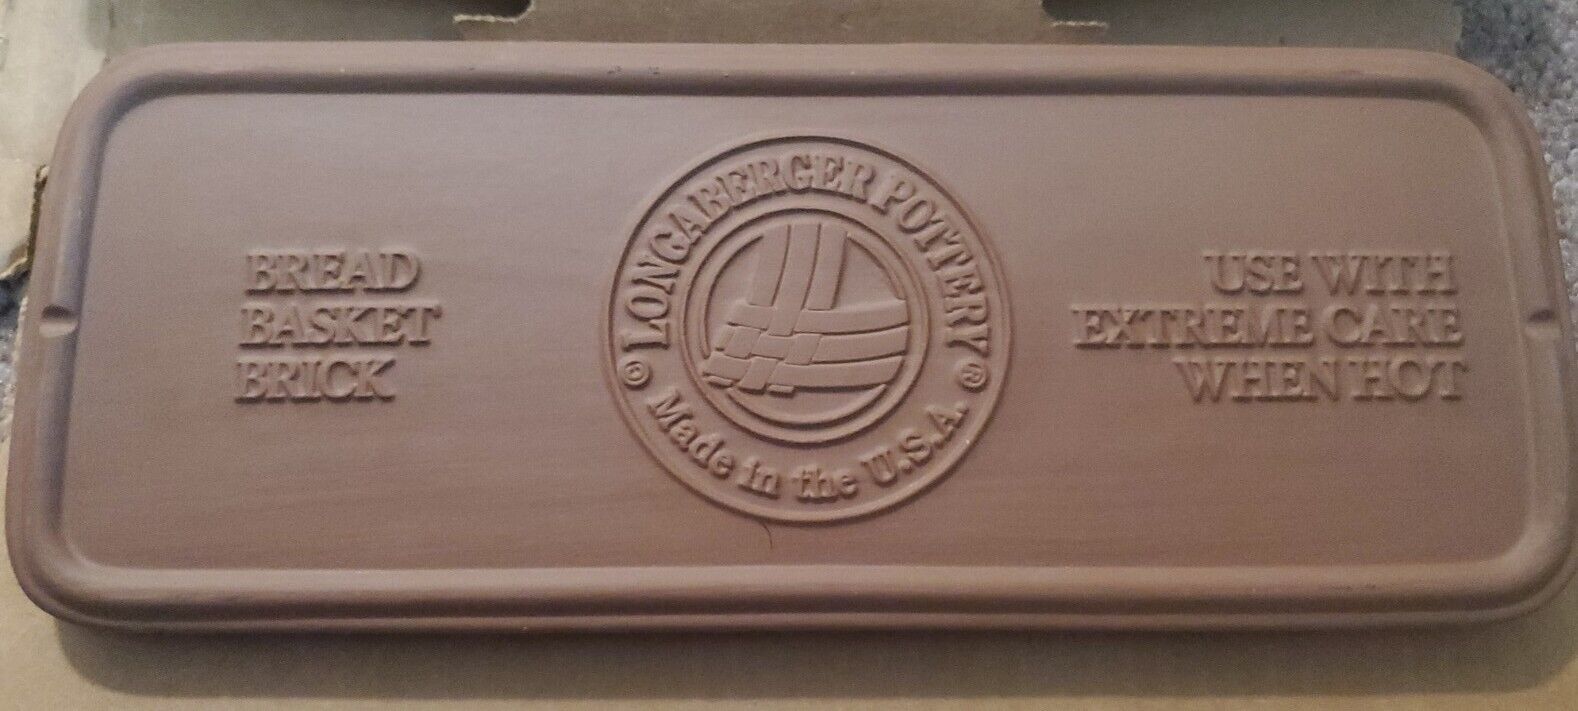 BREAD
BASKET
BRICK
LONGABERGER POTTERY
® Made in the U.S.A. ®
USE WITH
EXTREME CARE
WHEN HOT